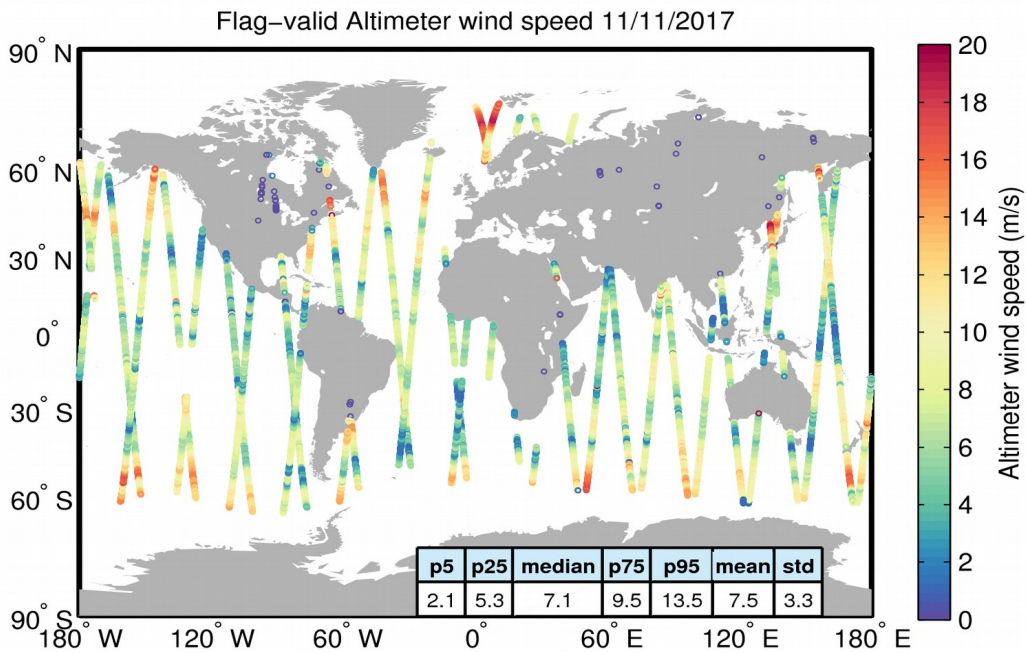 Flag−valid Altimeter wind speed 11/11/2017
90° N
60° N
30° N
0°
30° S
60° S
90° S
180° W
120° W
60° W
0°
60° E
120° E
180° E
p5 p25 median p75 p95 mean std
2.1 5.3 7.1 9.5 13.5 7.5 3.3
20
18
16
14
12
10
8
6
4
2
0
Altimeter wind speed (m/s)